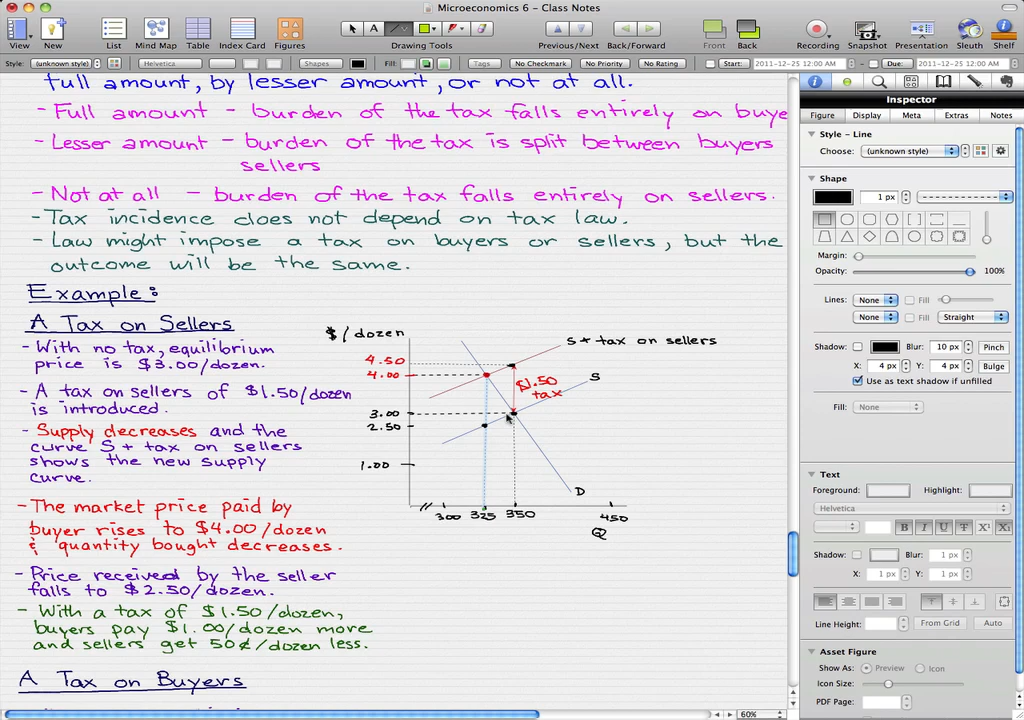 Microeconomics 6 - Class Notes
View New List Mind Map Table Index Card Figures Drawing Tools Previous/Next Back/Forward Front Back Recording Snapshot Presentation Sleuth Shelf
Style: (unknown style) Helvetica Shapes Fill: Tags No Checkmark No Priority No Rating Start: 2011-12-25 12:00 AM Due: 2011-12-25 12:00 AM
full amount, by lesser amount, or not at all.
- Full amount - burden of the tax falls entirely on buye
- Lesser amount - burden of the tax is split between buyers
sellers
- Not at all - burden of the tax falls entirely on sellers.
- Tax incidence does not depend on tax law.
- Law might impose a tax on buyers or sellers, but the
outcome will be the same.
Example:
A Tax on Sellers
- With no tax, equilibrium
price is $3.00/dozen.
- A tax on sellers of $1.50/dozen
is introduced.
- Supply decreases and the
curve S + tax on sellers
shows the new supply
curve.
- The market price paid by
buyer rises to $4.00/dozen
& quantity bought decreases.
- Price received by the seller
falls to $2.50/dozen.
- With a tax of $1.50/dozen,
buyers pay $1.00/dozen more
and sellers get 50¢/dozen less.
A Tax on Buyers
$/dozen
S + tax on sellers
4.50
4.00
$1.50
tax
S
3.00
2.50
1.00
D
300 325 350 450
Q
60%
Inspector
Figure Display Meta Extras Notes
Style - Line
Choose: (unknown style)
Shape
1 px
Margin:
Opacity: 100%
Lines: None Fill
None Fill Straight
Shadow: Blur: 10 px Pinch
X: 4 px Y: 4 px Bulge
Use as text shadow if unfilled
Fill: None
Text
Foreground: Highlight:
Helvetica
B I U T X¹ X₁
Shadow: Blur: 1 px
X: 1 px Y: 1 px
Line Height: From Grid Auto
Asset Figure
Show As: Preview Icon
Icon Size:
PDF Page: